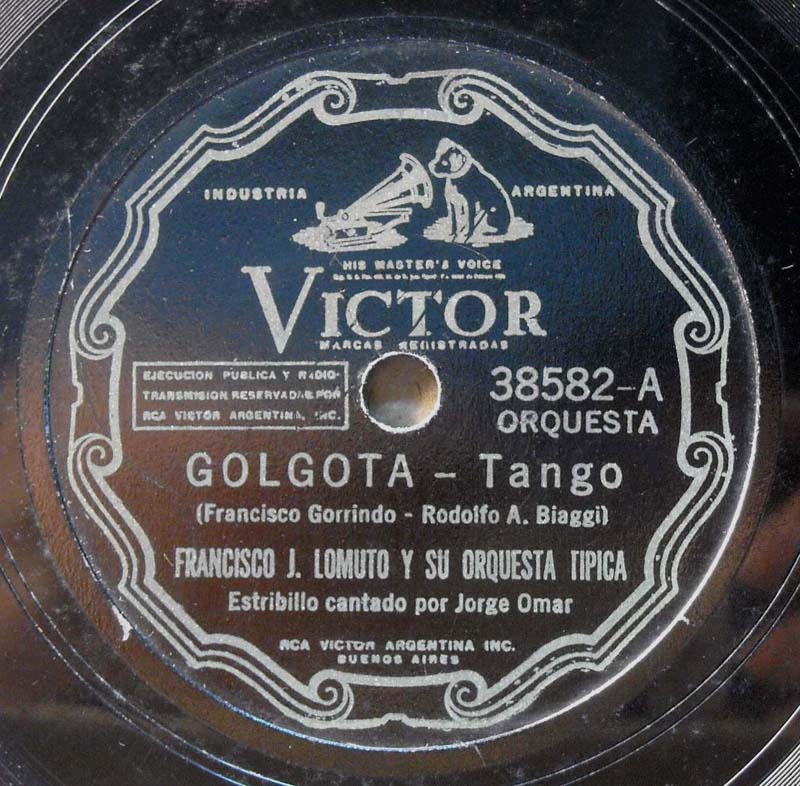 INDUSTRIA ARGENTINA
HIS MASTER'S VOICE
VICTOR
MARCAS REGISTRADAS
EJECUCION PUBLICA Y RADIO-
TRANSMISION RESERVADAS POR
RCA VICTOR ARGENTINA, INC.
38582-A
ORQUESTA
GOLGOTA - Tango
(Francisco Gorrindo - Rodolfo A. Biaggi)
FRANCISCO J. LOMUTO Y SU ORQUESTA TIPICA
Estribillo cantado por Jorge Omar
RCA VICTOR ARGENTINA INC.
BUENOS AIRES